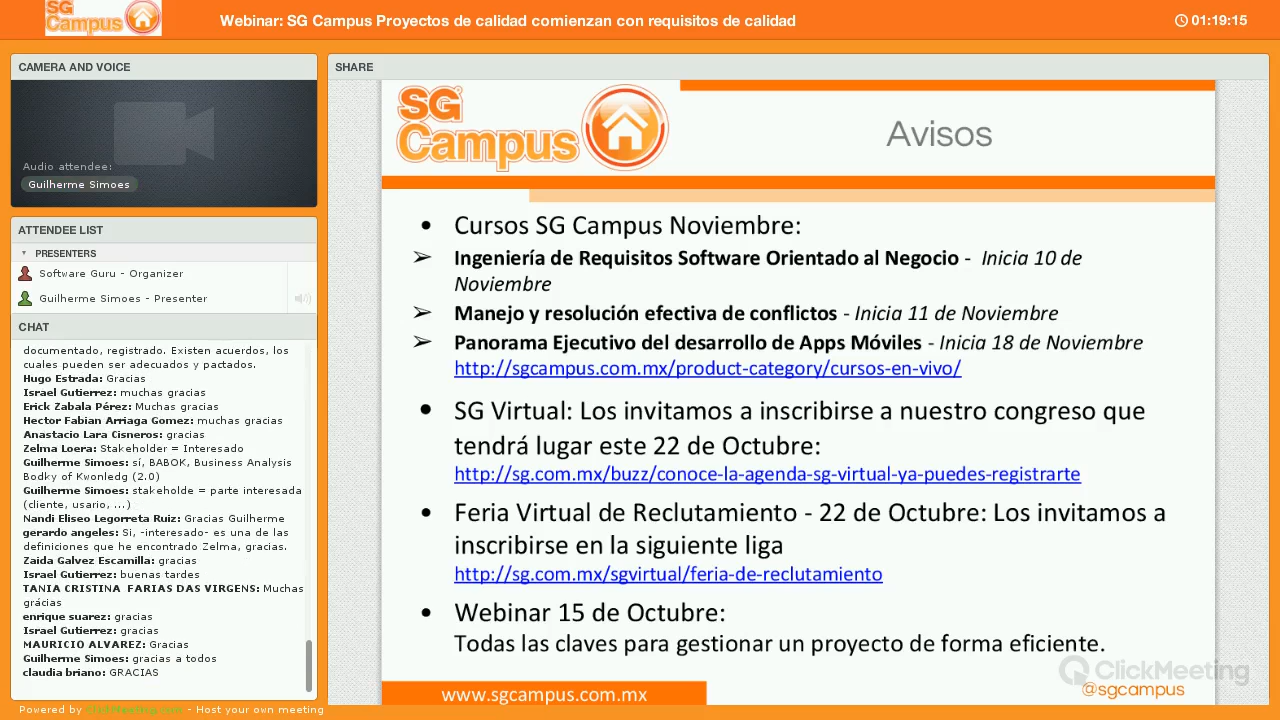 SG Campus
Webinar: SG Campus Proyectos de calidad comienzan con requisitos de calidad
01:19:15
CAMERA AND VOICE
Audio attendee:
Guilherme Simoes
ATTENDEE LIST
PRESENTERS
Software Guru - Organizer
Guilherme Simoes - Presenter
CHAT
documentado, registrado. Existen acuerdos, los
cuales pueden ser adecuados y pactados.
Hugo Estrada: Gracias
Israel Gutierrez: muchas gracias
Erick Zabala Pérez: Muchas gracias
Hector Fabian Arriaga Gomez: muchas gracias
Anastacio Lara Cisneros: gracias
Zelma Loera: Stakeholder = Interesado
Guilherme Simoes: sí, BABOK, Business Analysis
Bodky of Kwonledg (2.0)
Guilherme Simoes: stakeholde = parte interesada
(cliente, usario, ...)
Nandi Eliseo Legorreta Ruiz: Gracias Guilherme
gerardo angeles: Si, -interesado- es una de las
definiciones que he encontrado Zelma, gracias.
Zaida Galvez Escamilla: gracias
Israel Gutierrez: buenas tardes
TANIA CRISTINA FARIAS DAS VIRGENS: Muchas
grácias
enrique suarez: gracias
Israel Gutierrez: gracias
MAURICIO ALVAREZ: Gracias
Guilherme Simoes: gracias a todos
claudia briano: GRACIAS
Powered by ClickMeeting.com - Host your own meeting
SHARE
SG
Campus
Avisos
• Cursos SG Campus Noviembre:
➢ Ingeniería de Requisitos Software Orientado al Negocio - Inicia 10 de
Noviembre
➢ Manejo y resolución efectiva de conflictos - Inicia 11 de Noviembre
➢ Panorama Ejecutivo del desarrollo de Apps Móviles - Inicia 18 de Noviembre
http://sgcampus.com.mx/product-category/cursos-en-vivo/
• SG Virtual: Los invitamos a inscribirse a nuestro congreso que
tendrá lugar este 22 de Octubre:
http://sg.com.mx/buzz/conoce-la-agenda-sg-virtual-ya-puedes-registrarte
• Feria Virtual de Reclutamiento - 22 de Octubre: Los invitamos a
inscribirse en la siguiente liga
http://sg.com.mx/sgvirtual/feria-de-reclutamiento
• Webinar 15 de Octubre:
Todas las claves para gestionar un proyecto de forma eficiente.
ClickMeeting
www.sgcampus.com.mx
@sgcampus